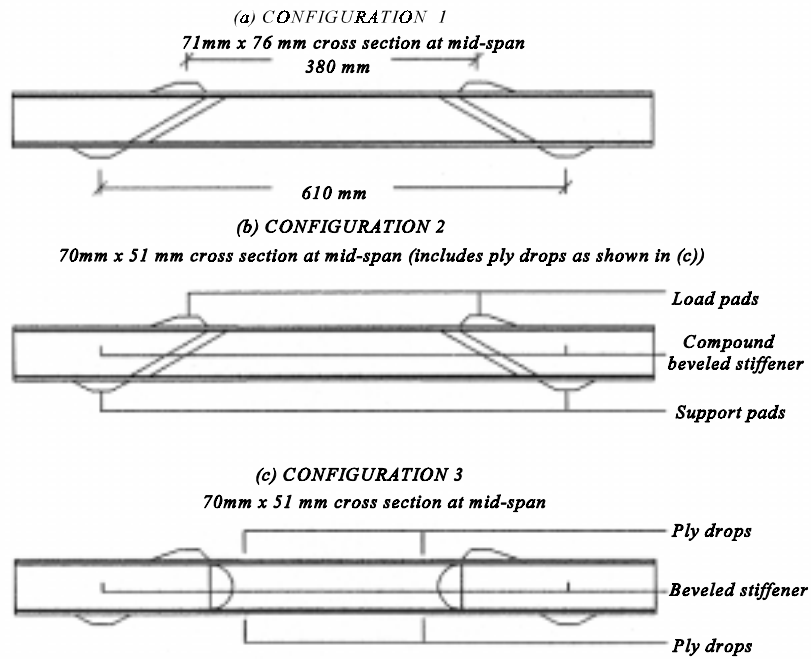 (a) CONFIGURATION 1
71mm x 76 mm cross section at mid-span
380 mm
610 mm
(b) CONFIGURATION 2
70mm x 51 mm cross section at mid-span (includes ply drops as shown in (c))
Load pads
Compound
beveled stiffener
Support pads
(c) CONFIGURATION 3
70mm x 51 mm cross section at mid-span
Ply drops
Beveled stiffener
Ply drops